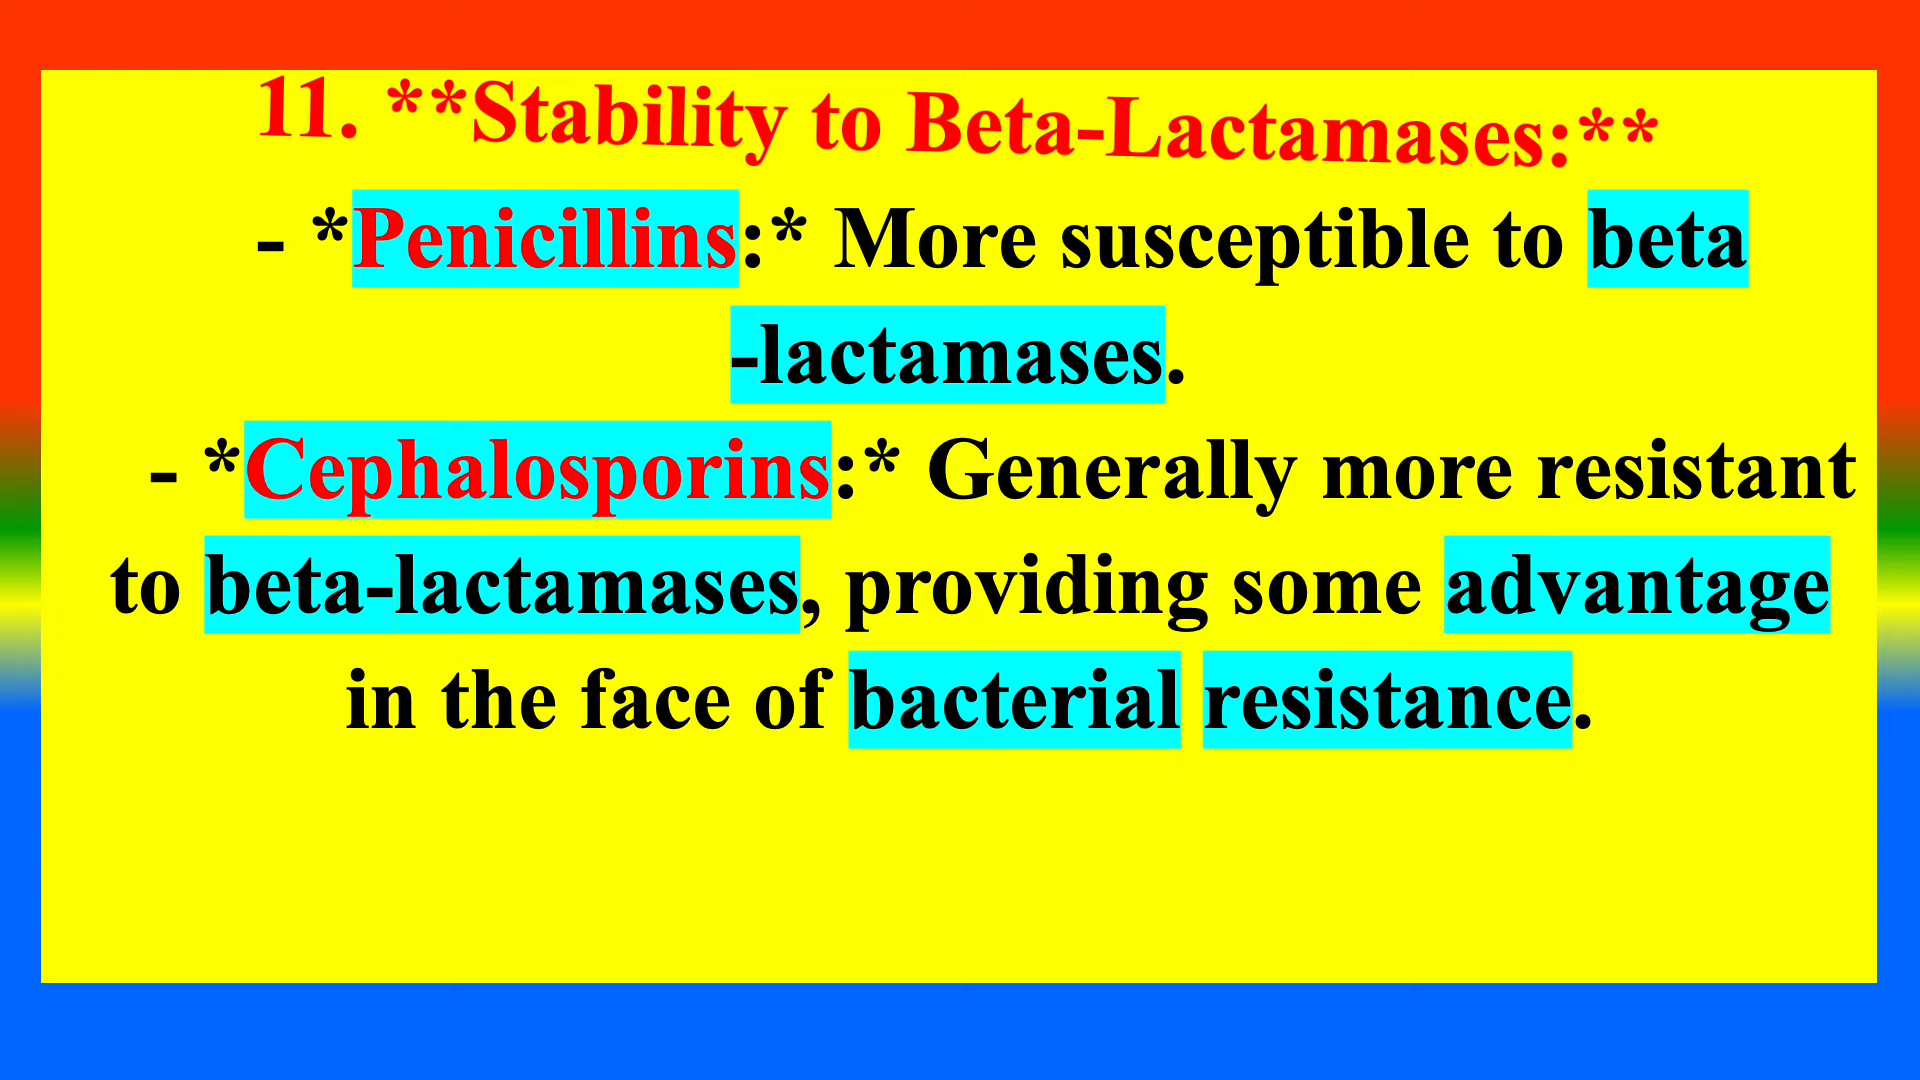 11. **Stability to Beta-Lactamases:**
- *Penicillins:* More susceptible to beta
-lactamases.
- *Cephalosporins:* Generally more resistant
to beta-lactamases, providing some advantage
in the face of bacterial resistance.